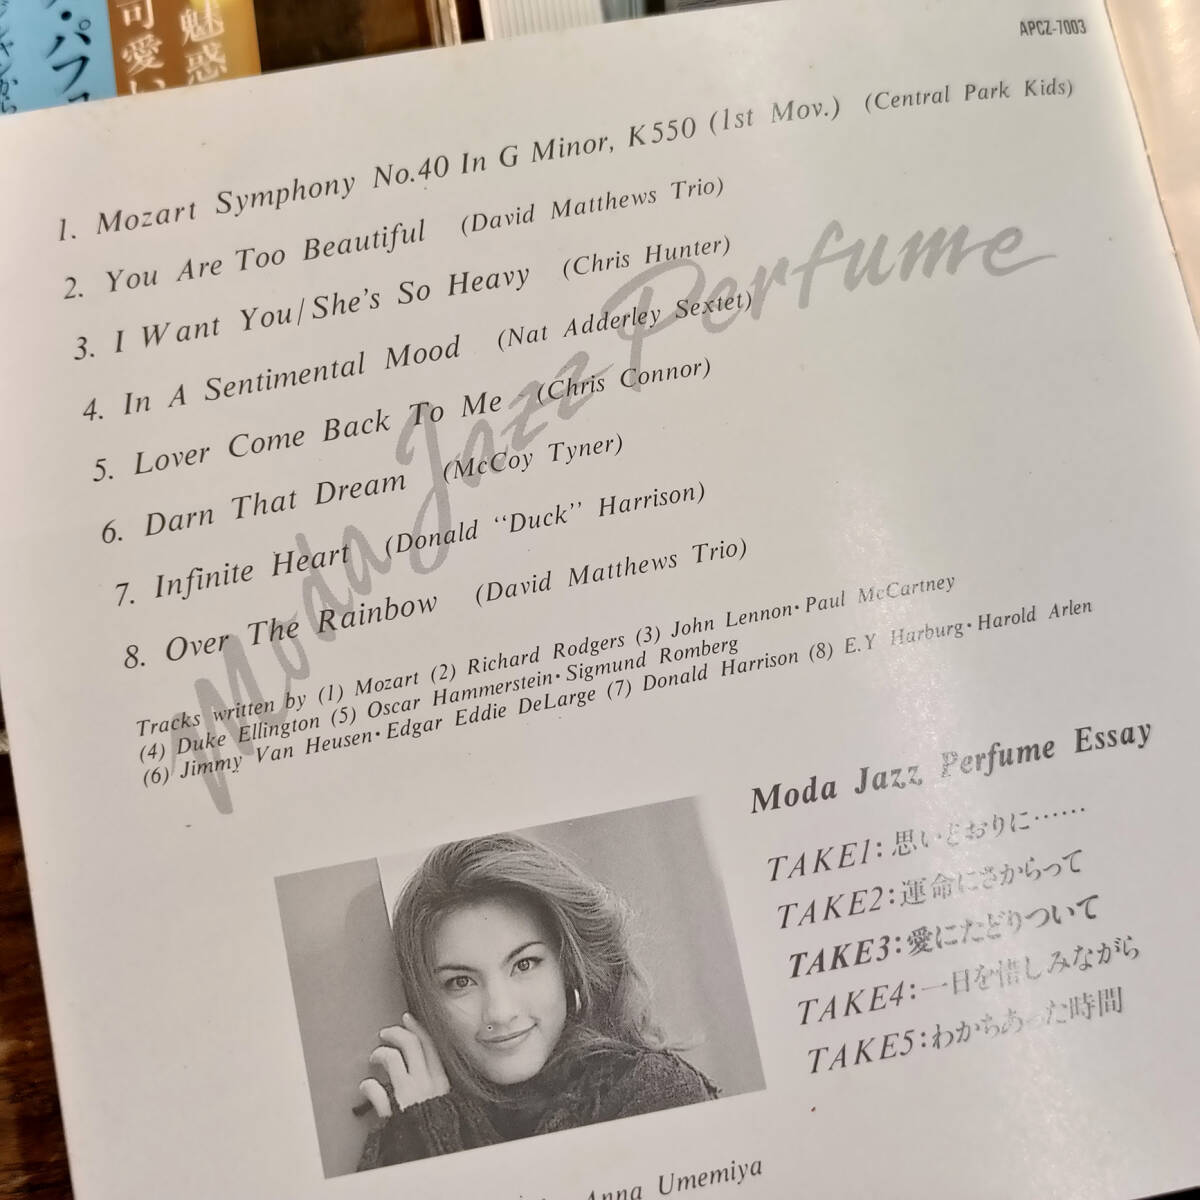 ・パフ
可愛い
魅惑
APCZ-7003
1. Mozart Symphony No.40 In G Minor, K550 (1st Mov.) (Central Park Kids)
2. You Are Too Beautiful (David Matthews Trio)
3. I Want You/She's So Heavy (Chris Hunter)
4. In A Sentimental Mood (Nat Adderley Sextet)
5. Lover Come Back To Me (Chris Connor)
6. Darn That Dream (McCoy Tyner)
7. Infinite Heart (Donald "Duck" Harrison)
8. Over The Rainbow (David Matthews Trio)
Moda Jazz Perfume
Tracks written by (1) Mozart (2) Richard Rodgers (3) John Lennon・Paul McCartney
(4) Duke Ellington (5) Oscar Hammerstein・Sigmund Romberg
(6) Jimmy Van Heusen・Edgar Eddie DeLarge (7) Donald Harrison (8) E.Y Harburg・Harold Arlen
Moda Jazz Perfume Essay
TAKE1:思いどおりに……
TAKE2:運命にさからって
TAKE3:愛にたどりついて
TAKE4:一日を惜しみながら
TAKE5:わかちあった時間
Anna Umemiya